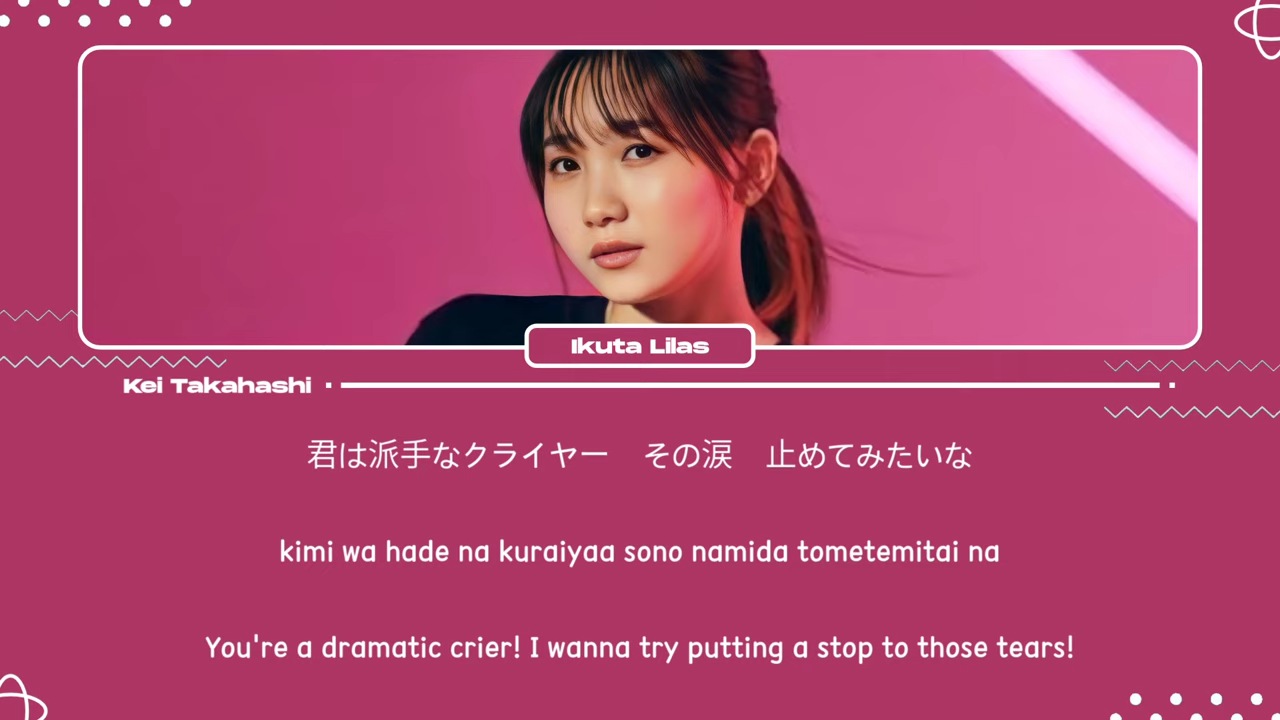 Ikuta Lilas
Kei Takahashi
君は派手なクライヤー　その涙　止めてみたいな
kimi wa hade na kuraiyaa sono namida tometemitai na
You're a dramatic crier! I wanna try putting a stop to those tears!